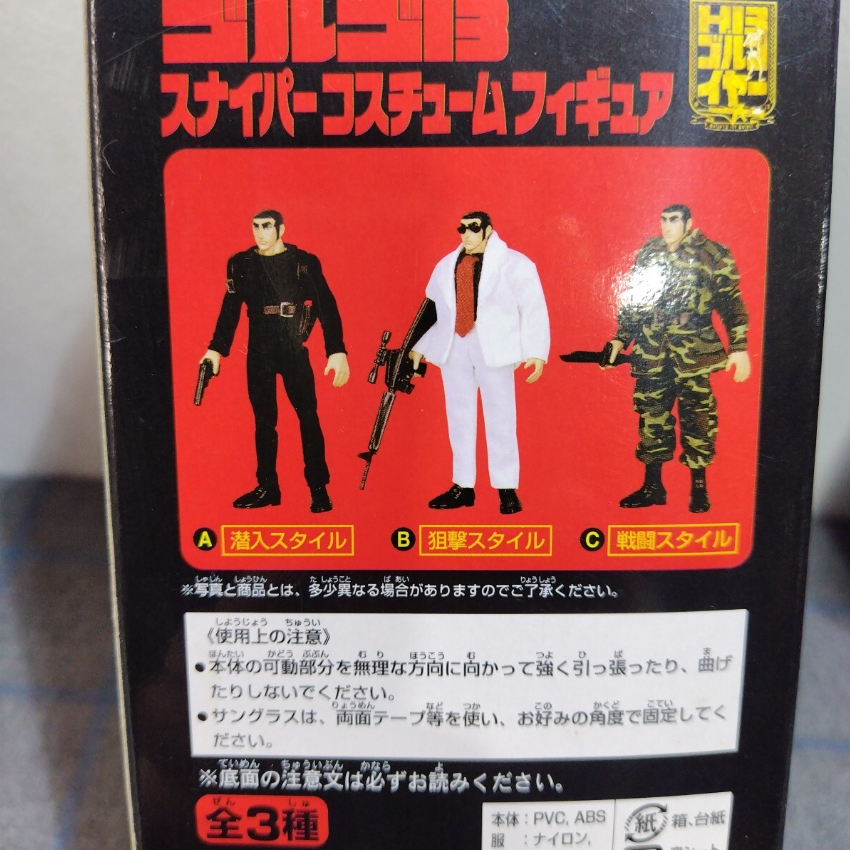 ゴルゴ13
スナイパーコスチュームフィギュア
H13
ゴル
イヤー
A 潜入スタイル
B 狙撃スタイル
C 戦闘スタイル
※写真と商品とは、多少異なる場合がありますのでご了承ください。
《使用上の注意》
●本体の可動部分を無理な方向に向かって強く引っ張ったり、曲げ
たりしないでください。
●サングラスは、両面テープ等を使い、お好みの角度で固定してく
ださい。
※底面の注意文は必ずお読みください。
全3種
本体：PVC, ABS
服　：ナイロン,
紙
箱、台紙